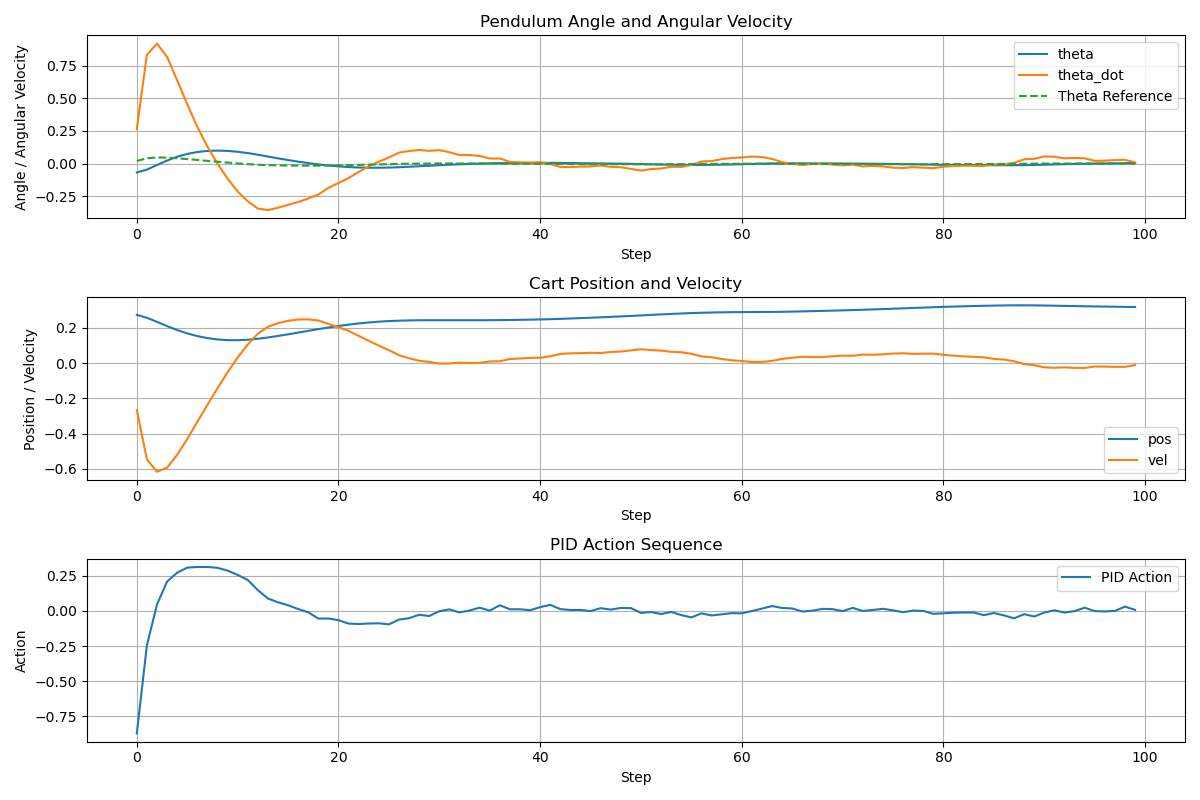 Pendulum Angle and Angular Velocity
Angle / Angular Velocity
0.75
0.50
0.25
0.00
−0.25
theta
theta_dot
Theta Reference
0 20 40 60 80 100
Step
Cart Position and Velocity
Position / Velocity
0.2
0.0
−0.2
−0.4
−0.6
pos
vel
0 20 40 60 80 100
Step
PID Action Sequence
Action
0.25
0.00
−0.25
−0.50
−0.75
PID Action
0 20 40 60 80 100
Step